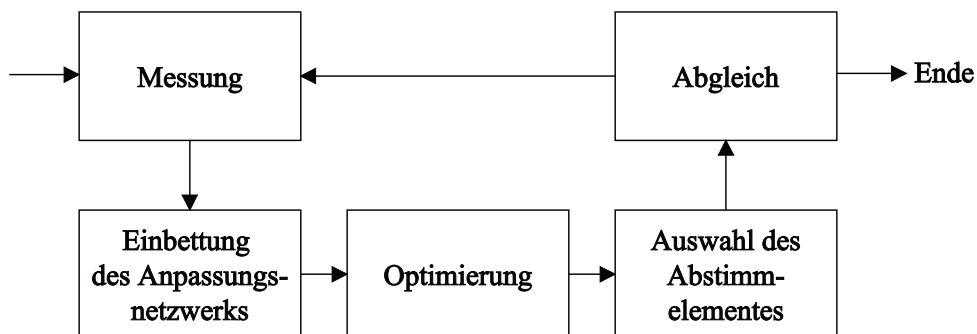 Messung
Abgleich
Ende
Einbettung
des Anpassungs-
netzwerks
Optimierung
Auswahl des
Abstimm-
elementes